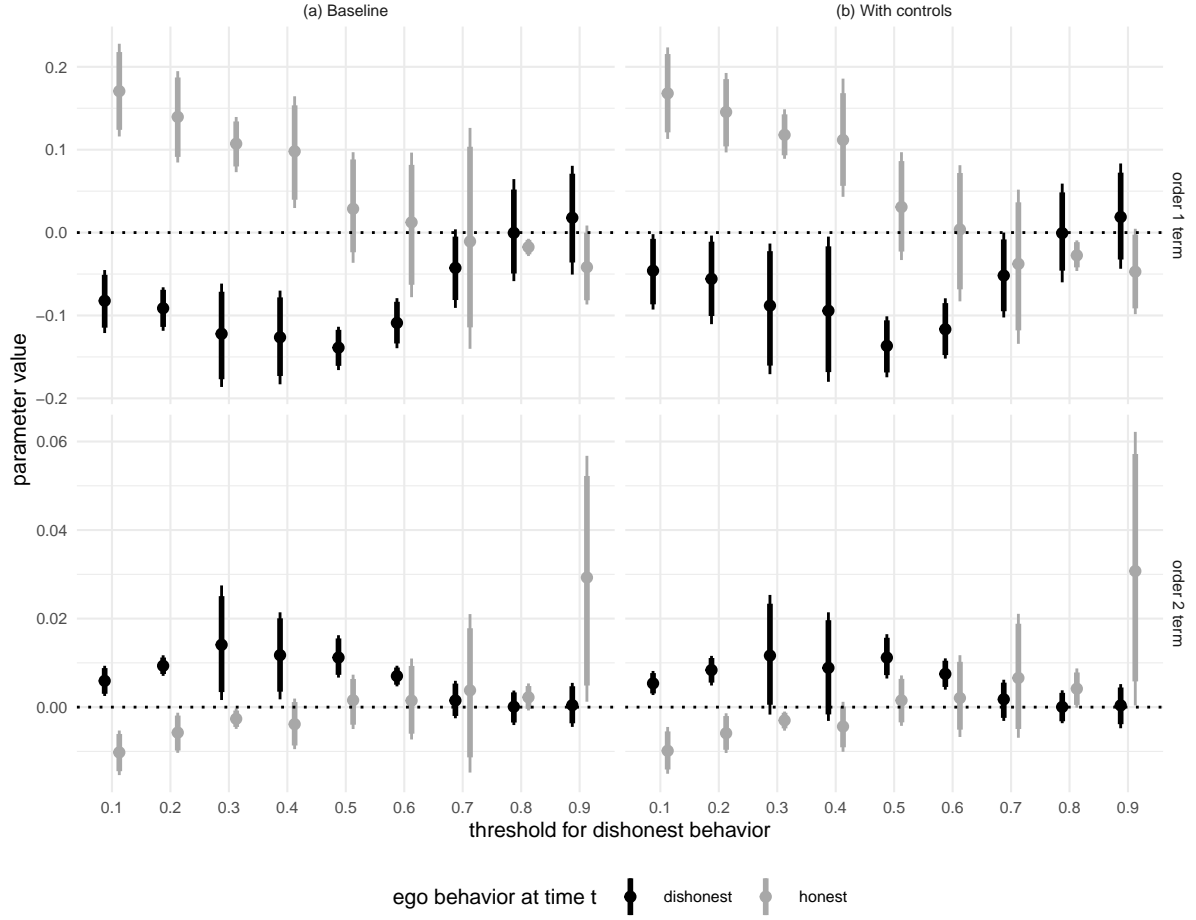 (a) Baseline
(b) With controls
0.2
0.1
0.0
−0.1
−0.2
order 1 term
parameter value
0.06
0.04
0.02
0.00
order 2 term
0.1 0.2 0.3 0.4 0.5 0.6 0.7 0.8 0.9
0.1 0.2 0.3 0.4 0.5 0.6 0.7 0.8 0.9
threshold for dishonest behavior
ego behavior at time t dishonest honest